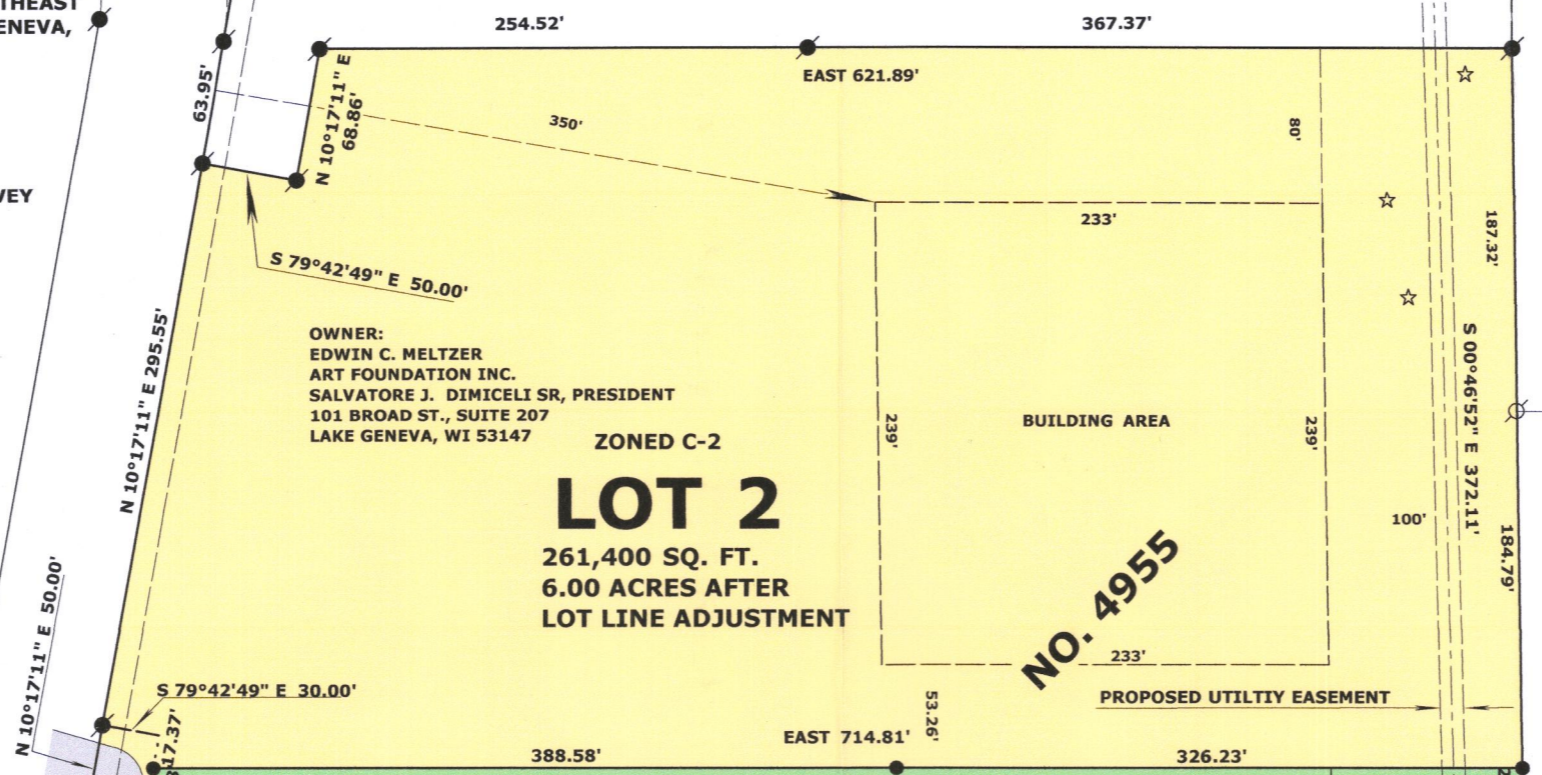 THEAST
ENEVA,
254.52'
367.37'
EAST 621.89'
63.95'
N 10°17'11" E
68.86'
350'
80'
VEY
233'
187.32'
S 79°42'49" E 50.00'
OWNER:
EDWIN C. MELTZER
ART FOUNDATION INC.
SALVATORE J. DIMICELI SR, PRESIDENT
101 BROAD ST., SUITE 207
LAKE GENEVA, WI 53147
N 10°17'11" E 295.55'
ZONED C-2
LOT 2
261,400 SQ. FT.
6.00 ACRES AFTER
LOT LINE ADJUSTMENT
239'
BUILDING AREA
239'
S 00°46'52" E 372.11'
100'
184.79'
NO. 4955
233'
N 10°17'11" E 50.00'
S 79°42'49" E 30.00'
17.37'
53.26'
PROPOSED UTILTIY EASEMENT
EAST 714.81'
388.58'
326.23'